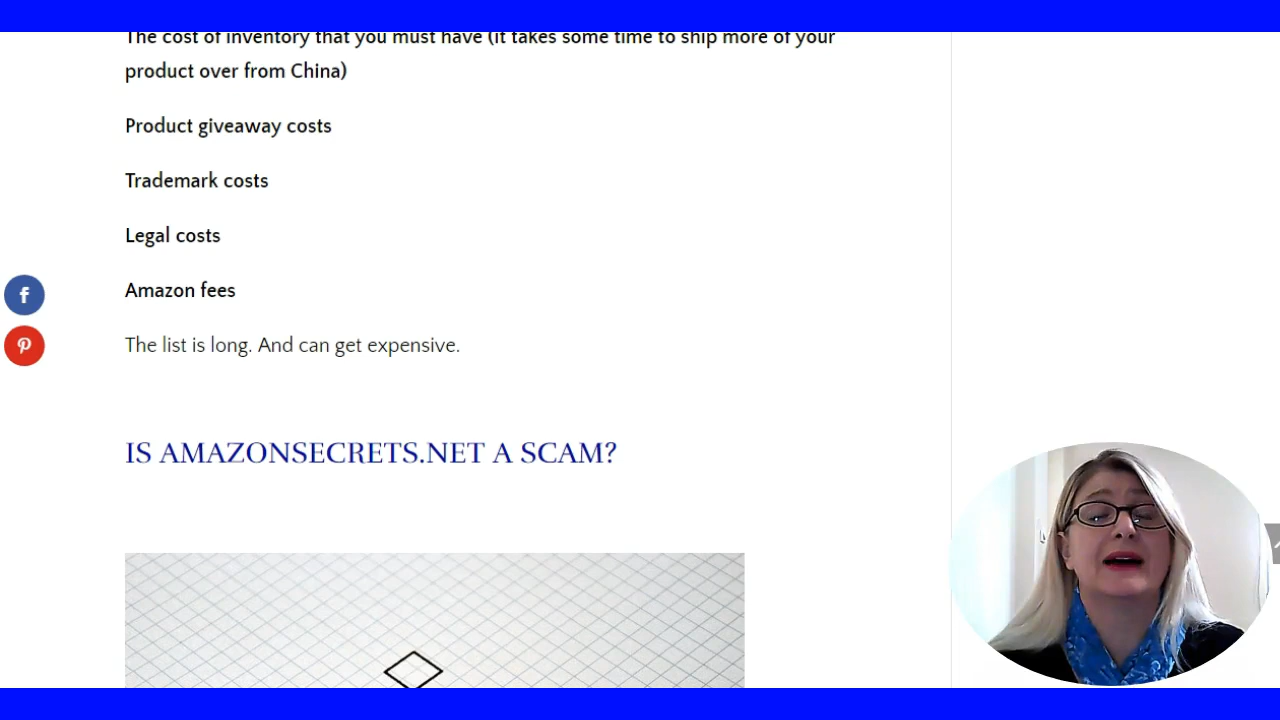 The cost of inventory that you must have (it takes some time to ship more of your
product over from China)
Product giveaway costs
Trademark costs
Legal costs
Amazon fees
The list is long. And can get expensive.
IS AMAZONSECRETS.NET A SCAM?